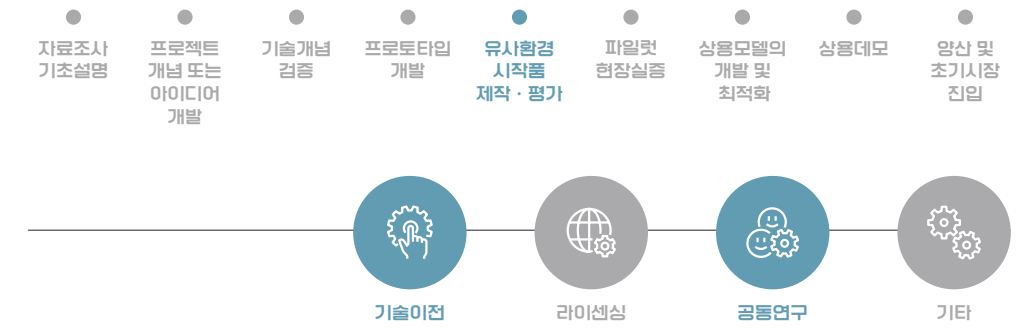 자료조사
기초설명
프로젝트
개념 또는
아이디어
개발
기술개념
검증
프로토타입
개발
유사환경
시작품
제작 · 평가
파일럿
현장실증
상용모델의
개발 및
최적화
상용데모
양산 및
초기시장
진입
기술이전
라이센싱
공동연구
기타